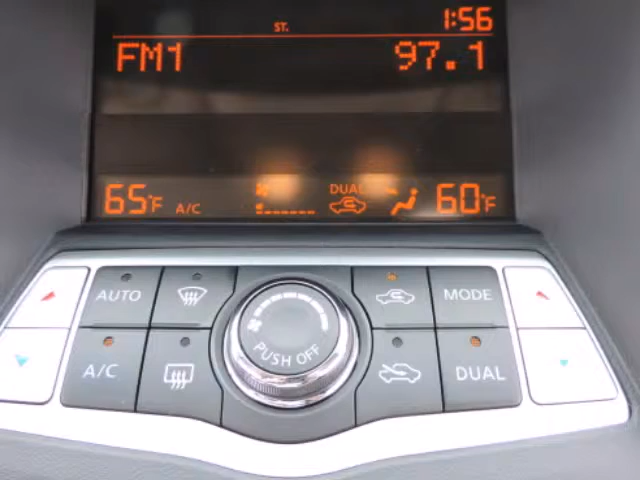 ST. 1:56
FM1 97.1
DUAL
65°F A/C 60°F
AUTO MODE
PUSH OFF
A/C DUAL